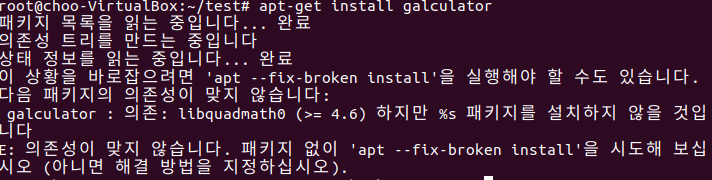 root@choo-VirtualBox:~/test# apt-get install galculator
패키지 목록을 읽는 중입니다... 완료
의존성 트리를 만드는 중입니다
상태 정보를 읽는 중입니다... 완료
이 상황을 바로잡으려면 'apt --fix-broken install'을 실행해야 할 수도 있습니다.
다음 패키지의 의존성이 맞지 않습니다:
galculator : 의존: libquadmath0 (>= 4.6) 하지만 %s 패키지를 설치하지 않을 것입
니다
E: 의존성이 맞지 않습니다. 패키지 없이 'apt --fix-broken install'을 시도해 보십
시오 (아니면 해결 방법을 지정하십시오).